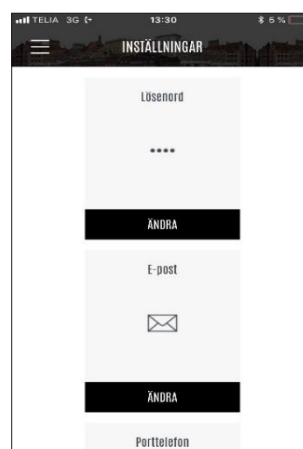 TELIA 3G 13:30 5 %
INSTÄLLNINGAR
Lösenord
ÄNDRA
E-post
ÄNDRA
Porttelefon